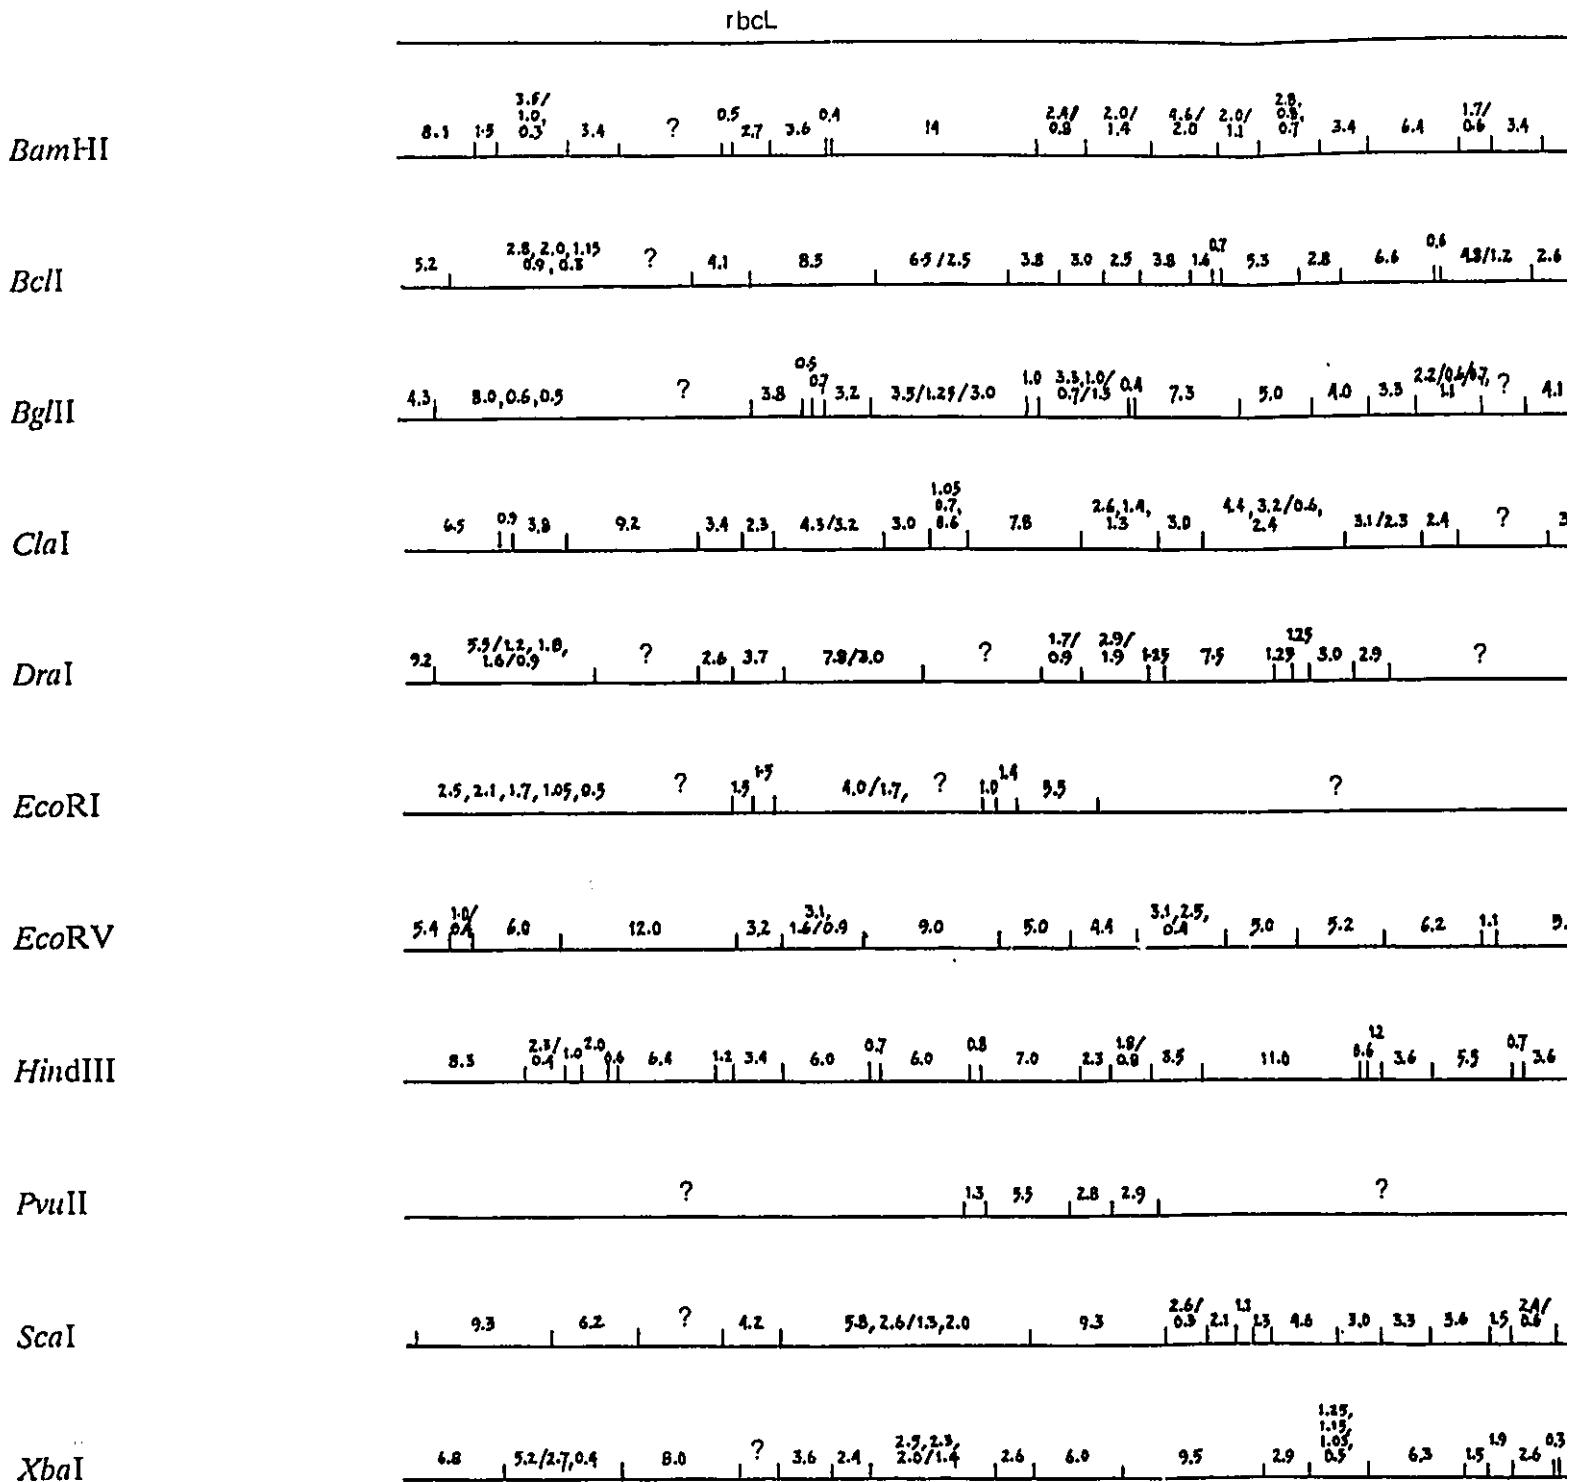 rbcL
BamHI 8.1 1.5 3.6/ 1.0, 0.3 3.4 ? 0.5 2.7 3.6 0.4 14 2.4/ 0.8 2.0/ 1.4 4.6/ 2.0 2.0/ 1.1 2.8, 0.8, 0.7 3.4 6.4 1.7/ 0.6 3.4
BclI 5.2 2.8, 2.0, 1.15 0.9, 0.8 ? 4.1 8.5 6.5/2.5 3.8 3.0 2.5 3.8 1.6 0.7 5.3 2.8 6.6 0.6 4.8/1.2 2.6
BglII 4.3 8.0, 0.6, 0.5 ? 3.8 0.5 0.7 3.2 3.5/1.25/3.0 1.0 3.3, 1.0/ 0.7/1.3 0.4 7.3 5.0 4.0 3.3 2.2/0.6/0.7, 1.1 ? 4.1
ClaI 6.5 0.9 3.8 9.2 3.4 2.3 4.3/3.2 3.0 1.05 0.7, 0.6 7.8 2.6, 1.4, 1.3 3.0 4.4, 3.2/0.6, 2.4 3.1/2.3 2.4 ? 3
DraI 9.2 5.5/1.2, 1.8, 1.6/0.9 ? 2.6 3.7 7.8/3.0 ? 1.7/ 0.9 2.9/ 1.9 1.25 7.5 1.25 1.25 3.0 2.9 ?
EcoRI 2.5, 2.1, 1.7, 1.05, 0.5 ? 1.5 1.5 4.0/1.7, ? 1.0 1.4 5.5 ?
EcoRV 5.4 1.0/ 0.4 6.0 12.0 3.2 3.1, 1.6/0.9 9.0 5.0 4.4 3.1, 2.5, 0.4 5.0 5.2 6.2 1.1 5.
HindIII 8.3 2.3/ 0.4 1.0 2.0 0.6 6.4 1.2 3.4 6.0 0.7 6.0 0.8 7.0 2.3 1.8/ 0.8 3.5 11.0 0.6 1.2 3.6 5.5 0.7 3.6
PvuII ? 1.3 5.5 2.8 2.9 ?
ScaI 9.3 6.2 ? 4.2 5.8, 2.6/1.3, 2.0 9.3 2.6/ 0.3 2.1 1.1 1.3 4.6 3.0 3.3 3.6 1.5 2.4/ 0.6
XbaI 6.8 5.2/2.7, 0.4 8.0 ? 3.6 2.4 2.5, 2.3, 2.0/1.4 2.6 6.0 9.5 2.9 1.25, 1.15, 1.05, 0.5 6.3 1.5 1.9 2.6 0.3